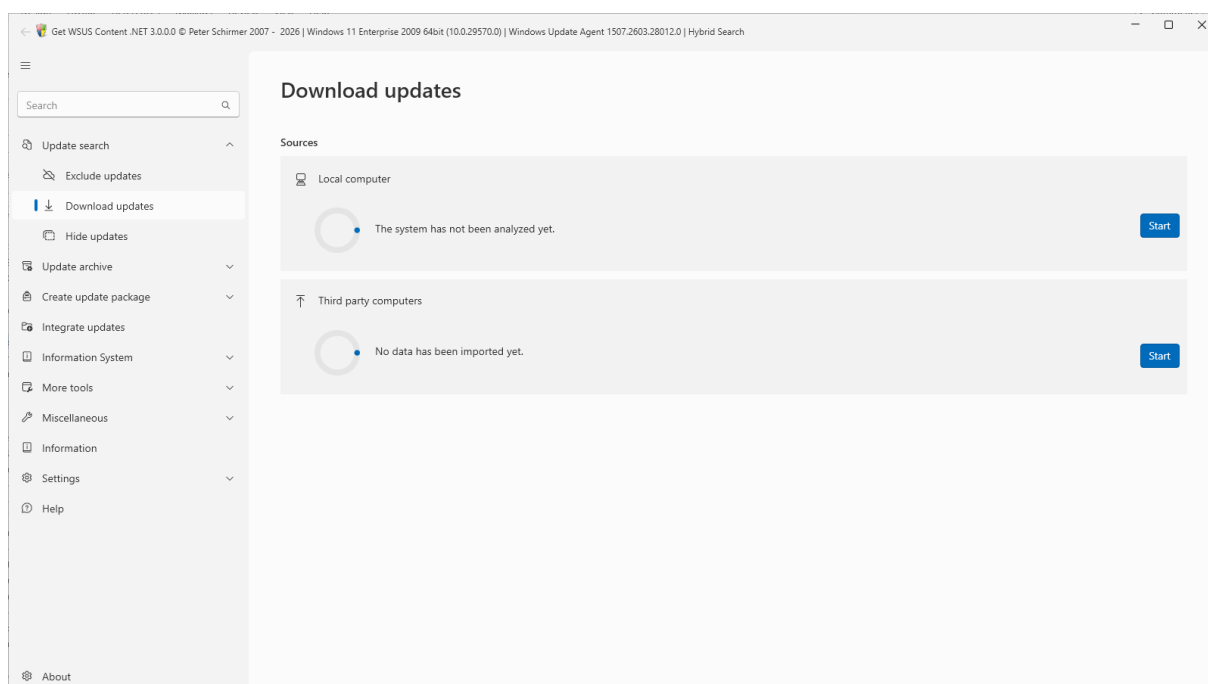 Get WSUS Content .NET 3.0.0.0 © Peter Schirmer 2007 - 2026 | Windows 11 Enterprise 2009 64bit (10.0.29570.0) | Windows Update Agent 1507.2603.28012.0 | Hybrid Search
Search
Update search
Exclude updates
Download updates
Hide updates
Update archive
Create update package
Integrate updates
Information System
More tools
Miscellaneous
Information
Settings
Help
About
Download updates
Sources
Local computer
The system has not been analyzed yet.
Start
Third party computers
No data has been imported yet.
Start